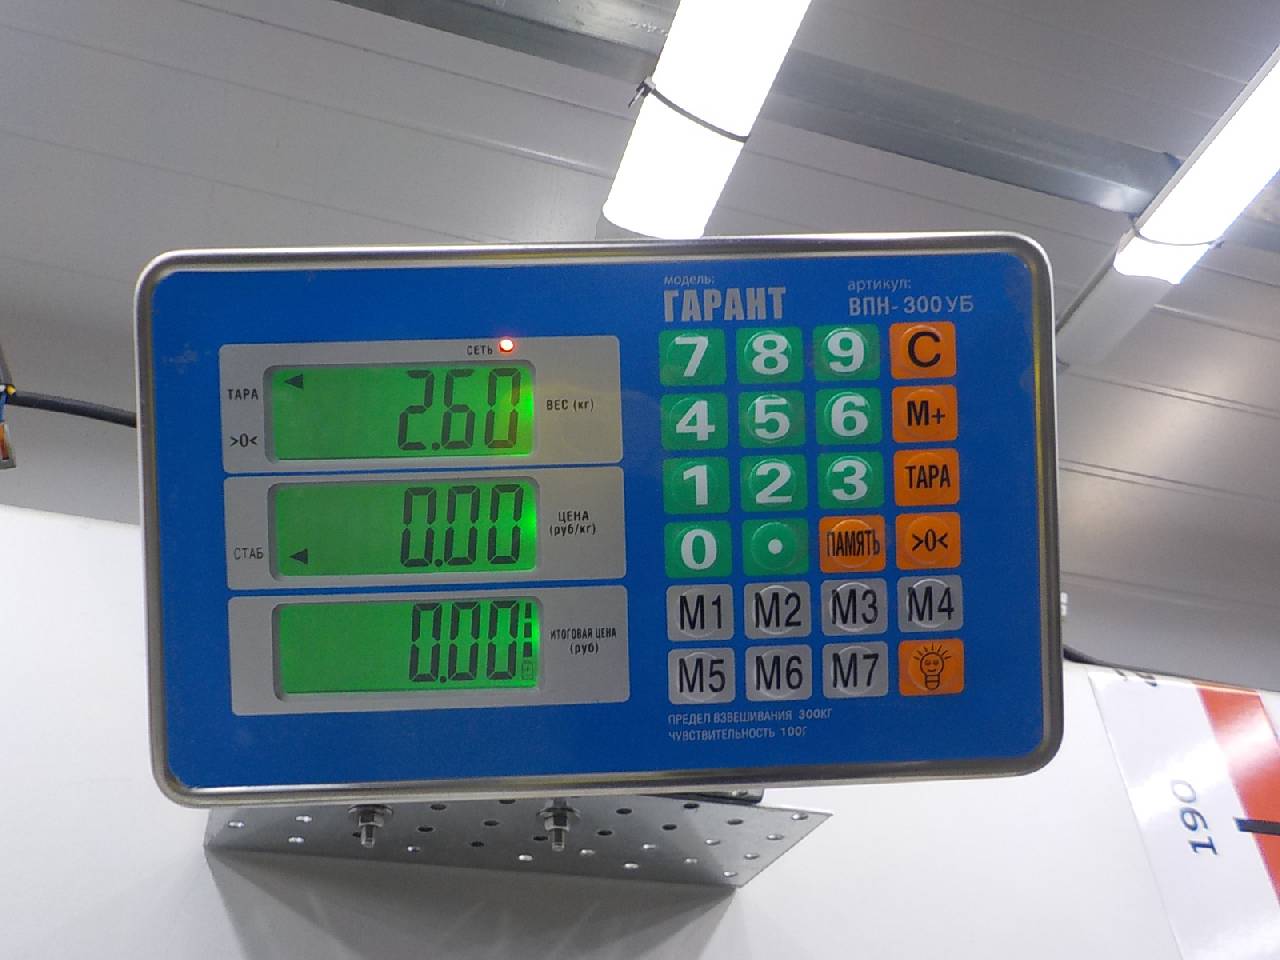 модель:
ГАРАНТ
артикул:
ВПН- 300 УБ
СЕТЬ
ТАРА
>0<
2.60
ВЕС (кг)
СТАБ
0.00
ЦЕНА
(руб/кг)
0.00
ИТОГОВАЯ ЦЕНА
(руб)
7 8 9 C
4 5 6 M+
1 2 3 ТАРА
0 • ПАМЯТЬ >0<
M1 M2 M3 M4
M5 M6 M7
ПРЕДЕЛ ВЗВЕШИВАНИЯ 300КГ
ЧУВСТВИТЕЛЬНОСТЬ 100Г
190